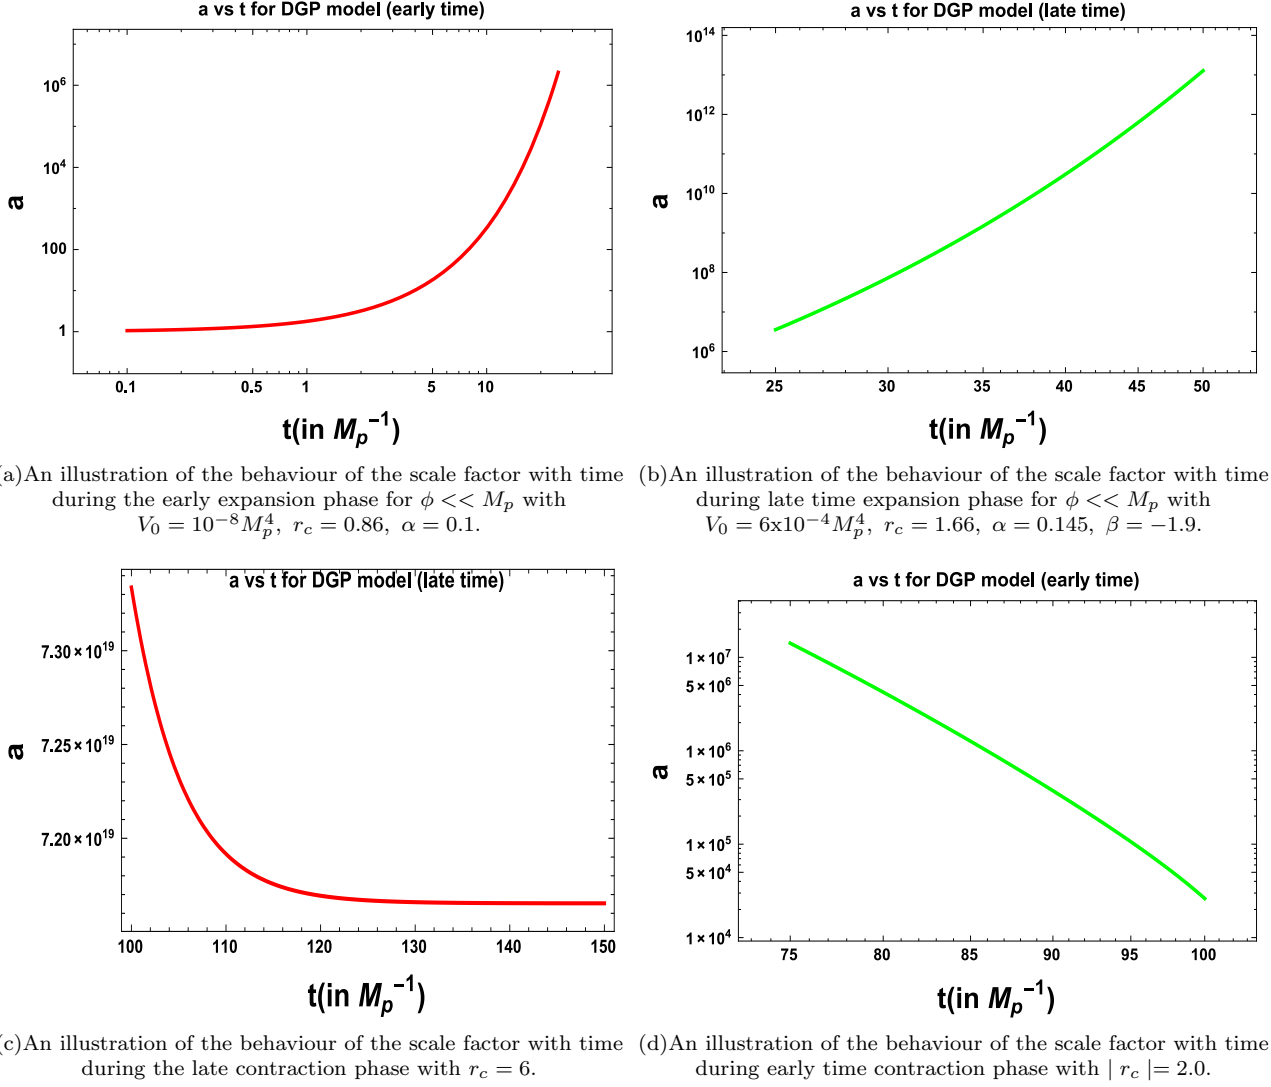 a vs t for DGP model (early time)
10^6
10^4
100
1
a
0.1 0.5 1 5 10
t(in M_p^−1)
(a)An illustration of the behaviour of the scale factor with time
during the early expansion phase for ϕ << M_p with
V_0 = 10^−8 M_p^4, r_c = 0.86, α = 0.1.
a vs t for DGP model (late time)
10^14
10^12
10^10
10^8
10^6
a
25 30 35 40 45 50
t(in M_p^−1)
(b)An illustration of the behaviour of the scale factor with time
during late time expansion phase for ϕ << M_p with
V_0 = 6x10^−4 M_p^4, r_c = 1.66, α = 0.145, β = −1.9.
a vs t for DGP model (late time)
7.30×10^19
7.25×10^19
7.20×10^19
a
100 110 120 130 140 150
t(in M_p^−1)
(c)An illustration of the behaviour of the scale factor with time
during the late contraction phase with r_c = 6.
a vs t for DGP model (early time)
1×10^7
5×10^6
1×10^6
5×10^5
1×10^5
5×10^4
1×10^4
a
75 80 85 90 95 100
t(in M_p^−1)
(d)An illustration of the behaviour of the scale factor with time
during early time contraction phase with | r_c |= 2.0.